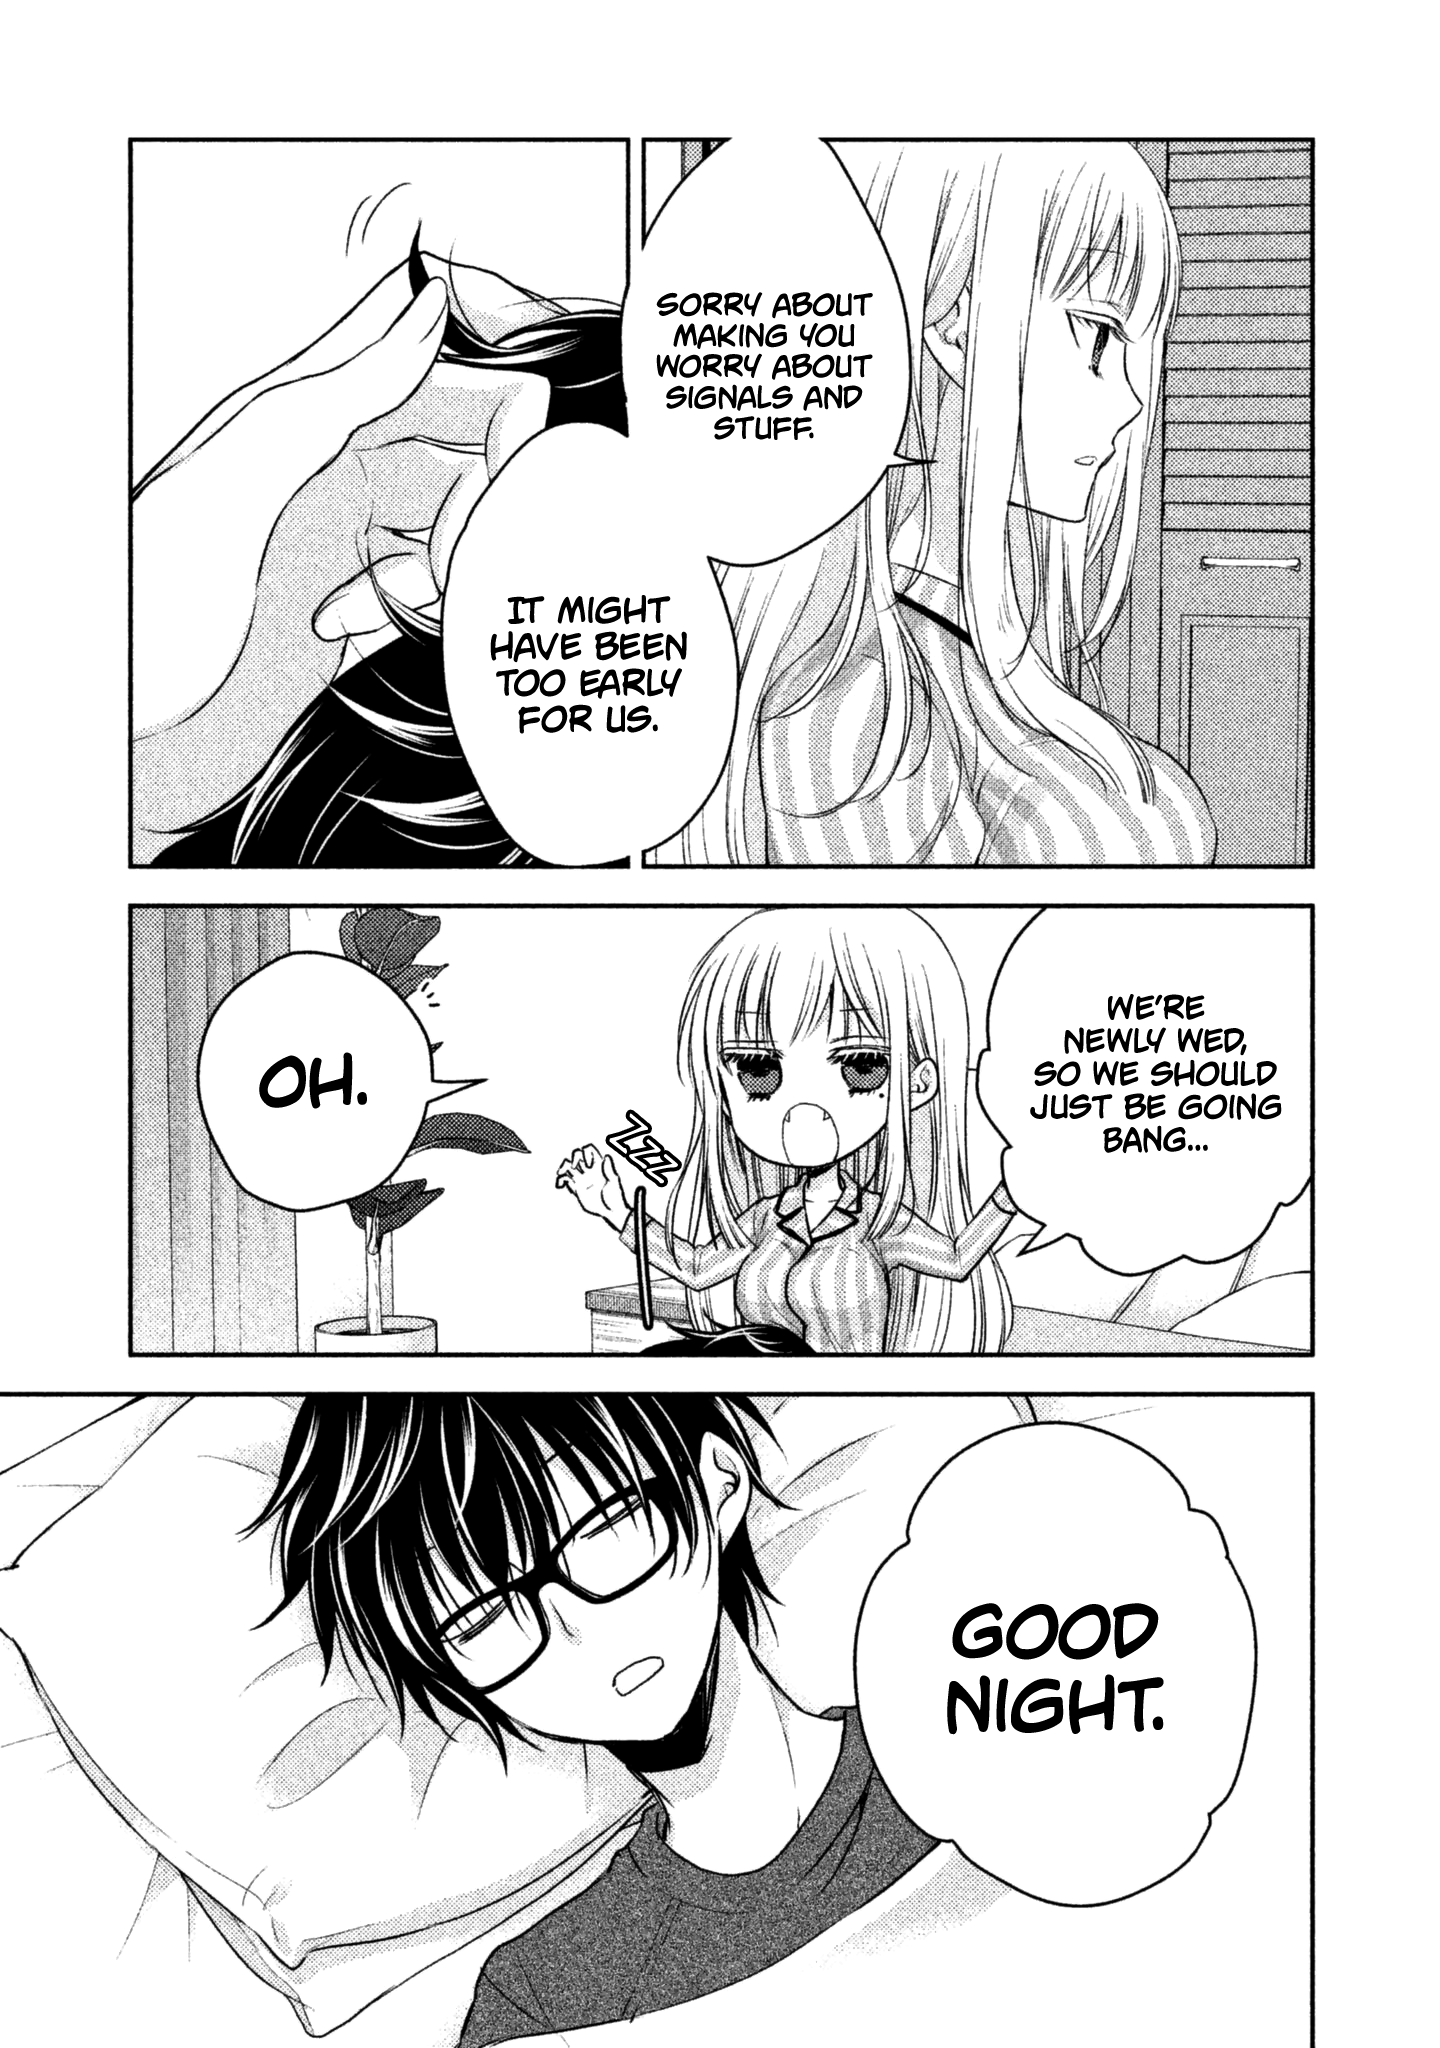 SORRY ABOUT
MAKING YOU
WORRY ABOUT
SIGNALS AND
STUFF.
IT MIGHT
HAVE BEEN
TOO EARLY
FOR US.
WE'RE
NEWLY WED,
SO WE SHOULD
JUST BE GOING
BANG...
ZZZ
OH.
GOOD
NIGHT.